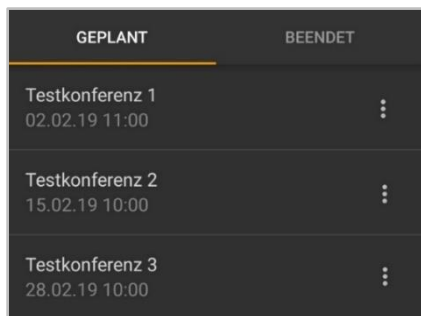 GEPLANT BEENDET
Testkonferenz 1
02.02.19 11:00
Testkonferenz 2
15.02.19 10:00
Testkonferenz 3
28.02.19 10:00